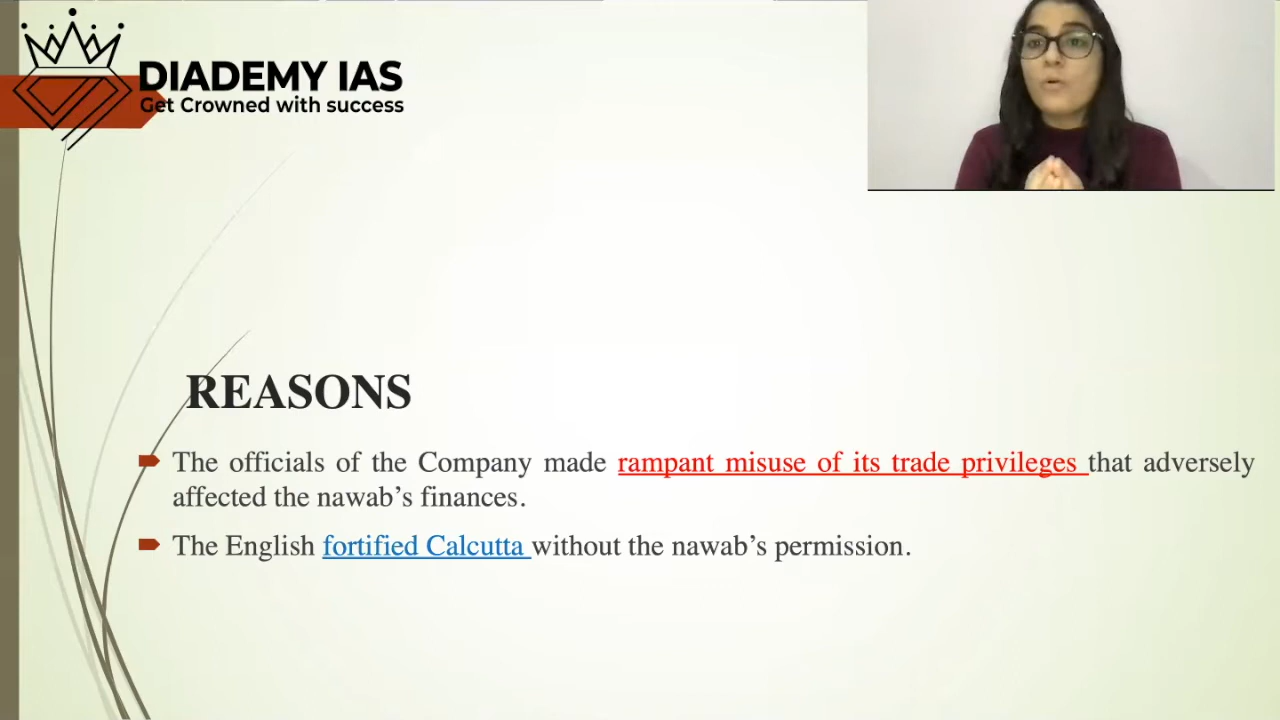 DIADEMY IAS
Get Crowned with success
REASONS
The officials of the Company made rampant misuse of its trade privileges that adversely
affected the nawab’s finances.
The English fortified Calcutta without the nawab’s permission.